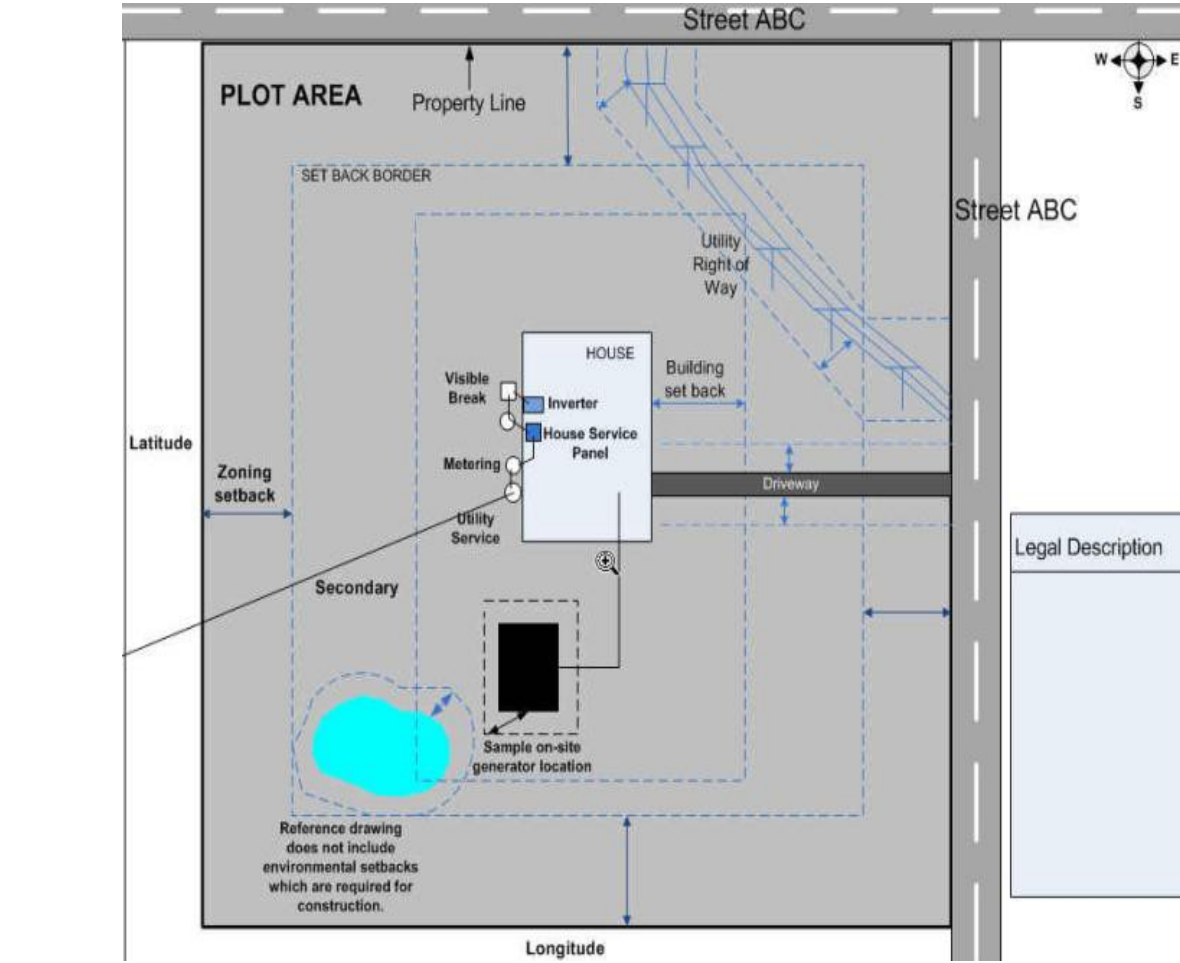 Street ABC
PLOT AREA
Property Line
W E
S
SET BACK BORDER
Street ABC
Utility
Right of
Way
HOUSE
Visible
Break
Inverter
Building
set back
House Service
Panel
Latitude
Metering
Zoning
setback
Driveway
Utility
Service
Legal Description
Secondary
Sample on-site
generator location
Reference drawing
does not include
environmental setbacks
which are required for
construction.
Longitude